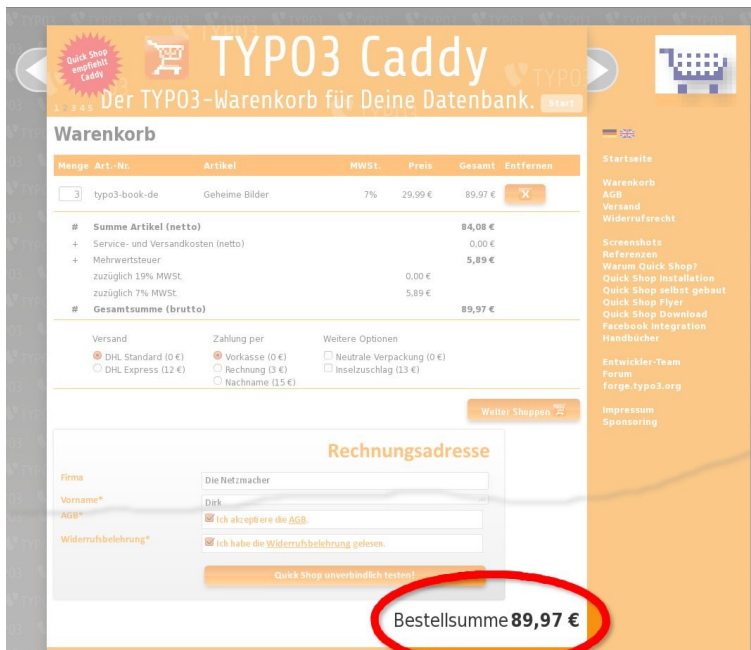 Quick Shop
empfiehlt
Caddy
TYPO3 Caddy
1 2 3 4 5
Der TYPO3-Warenkorb für Deine Datenbank.
Start
Warenkorb
Menge Art.-Nr. Artikel MWSt. Preis Gesamt Entfernen
3 typo3-book-de Geheime Bilder 7% 29,99 € 89,97 €
# Summe Artikel (netto) 84,08 €
+ Service- und Versandkosten (netto) 0,00 €
+ Mehrwertsteuer 5,89 €
zuzüglich 19% MWSt. 0,00 €
zuzüglich 7% MWSt. 5,89 €
# Gesamtsumme (brutto) 89,97 €
Versand Zahlung per Weitere Optionen
DHL Standard (0 €) Vorkasse (0 €) Neutrale Verpackung (0 €)
DHL Express (12 €) Rechnung (3 €) Inselzuschlag (13 €)
Nachname (15 €)
Weiter Shoppen
Rechnungsadresse
Firma Die Netzmacher
Vorname* Dirk
AGB* Ich akzeptiere die AGB.
Widerrufsbelehrung* Ich habe die Widerrufsbelehrung gelesen.
Quick Shop unverbindlich testen!
Bestellsumme 89,97 €
Startseite
Warenkorb
AGB
Versand
Widerrufsrecht
Screenshots
Referenzen
Warum Quick Shop?
Quick Shop Installation
Quick Shop selbst gebaut
Quick Shop Flyer
Quick Shop Download
Facebook Integration
Handbücher
Entwickler-Team
Forum
forge.typo3.org
Impressum
Sponsoring